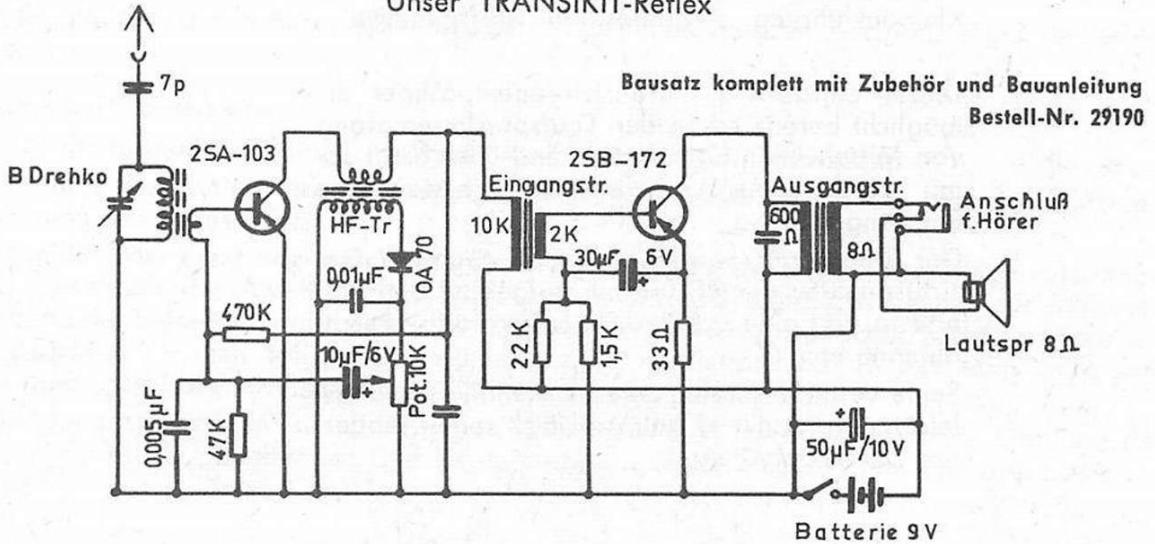 Unser TRANSIKIT-Reflex
Bausatz komplett mit Zubehör und Bauanleitung
Bestell-Nr. 29190
7p
B Drehko
2SA-103
HF-Tr
OA 70
0,01µF
470K
10µF/6V
Pot.10K
0,005µF
47K
Eingangstr.
10K
2K
2SB-172
30µF 6V
22K
1,5K
33Ω
Ausgangstr.
600
Ω
8Ω
Anschluß
f.Hörer
Lautspr 8Ω
50µF/10V
Batterie 9V